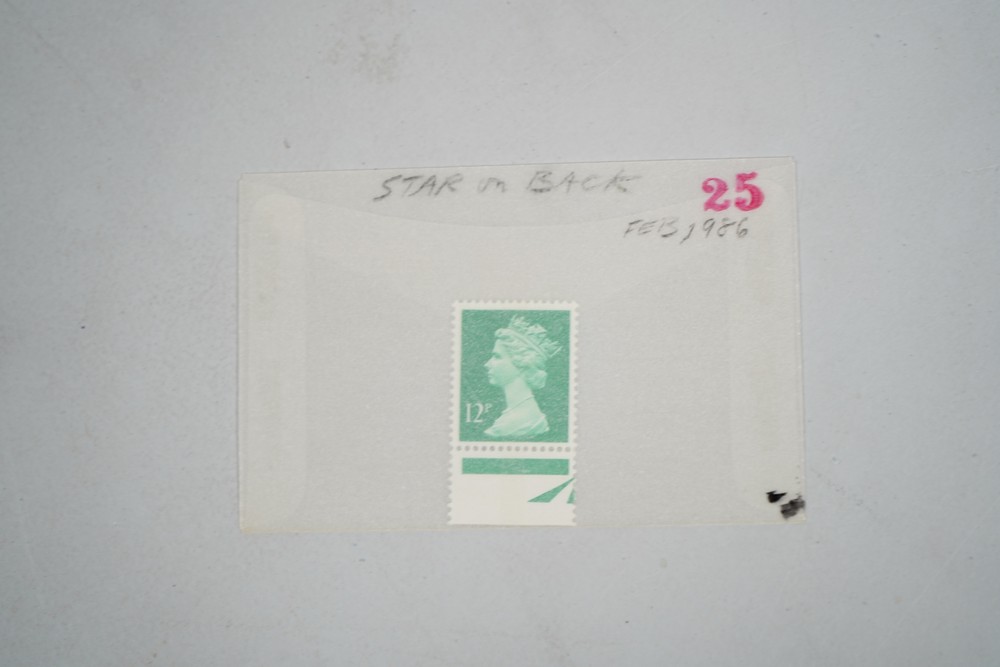 STAR on BACK
25
FEB, 1986
12P